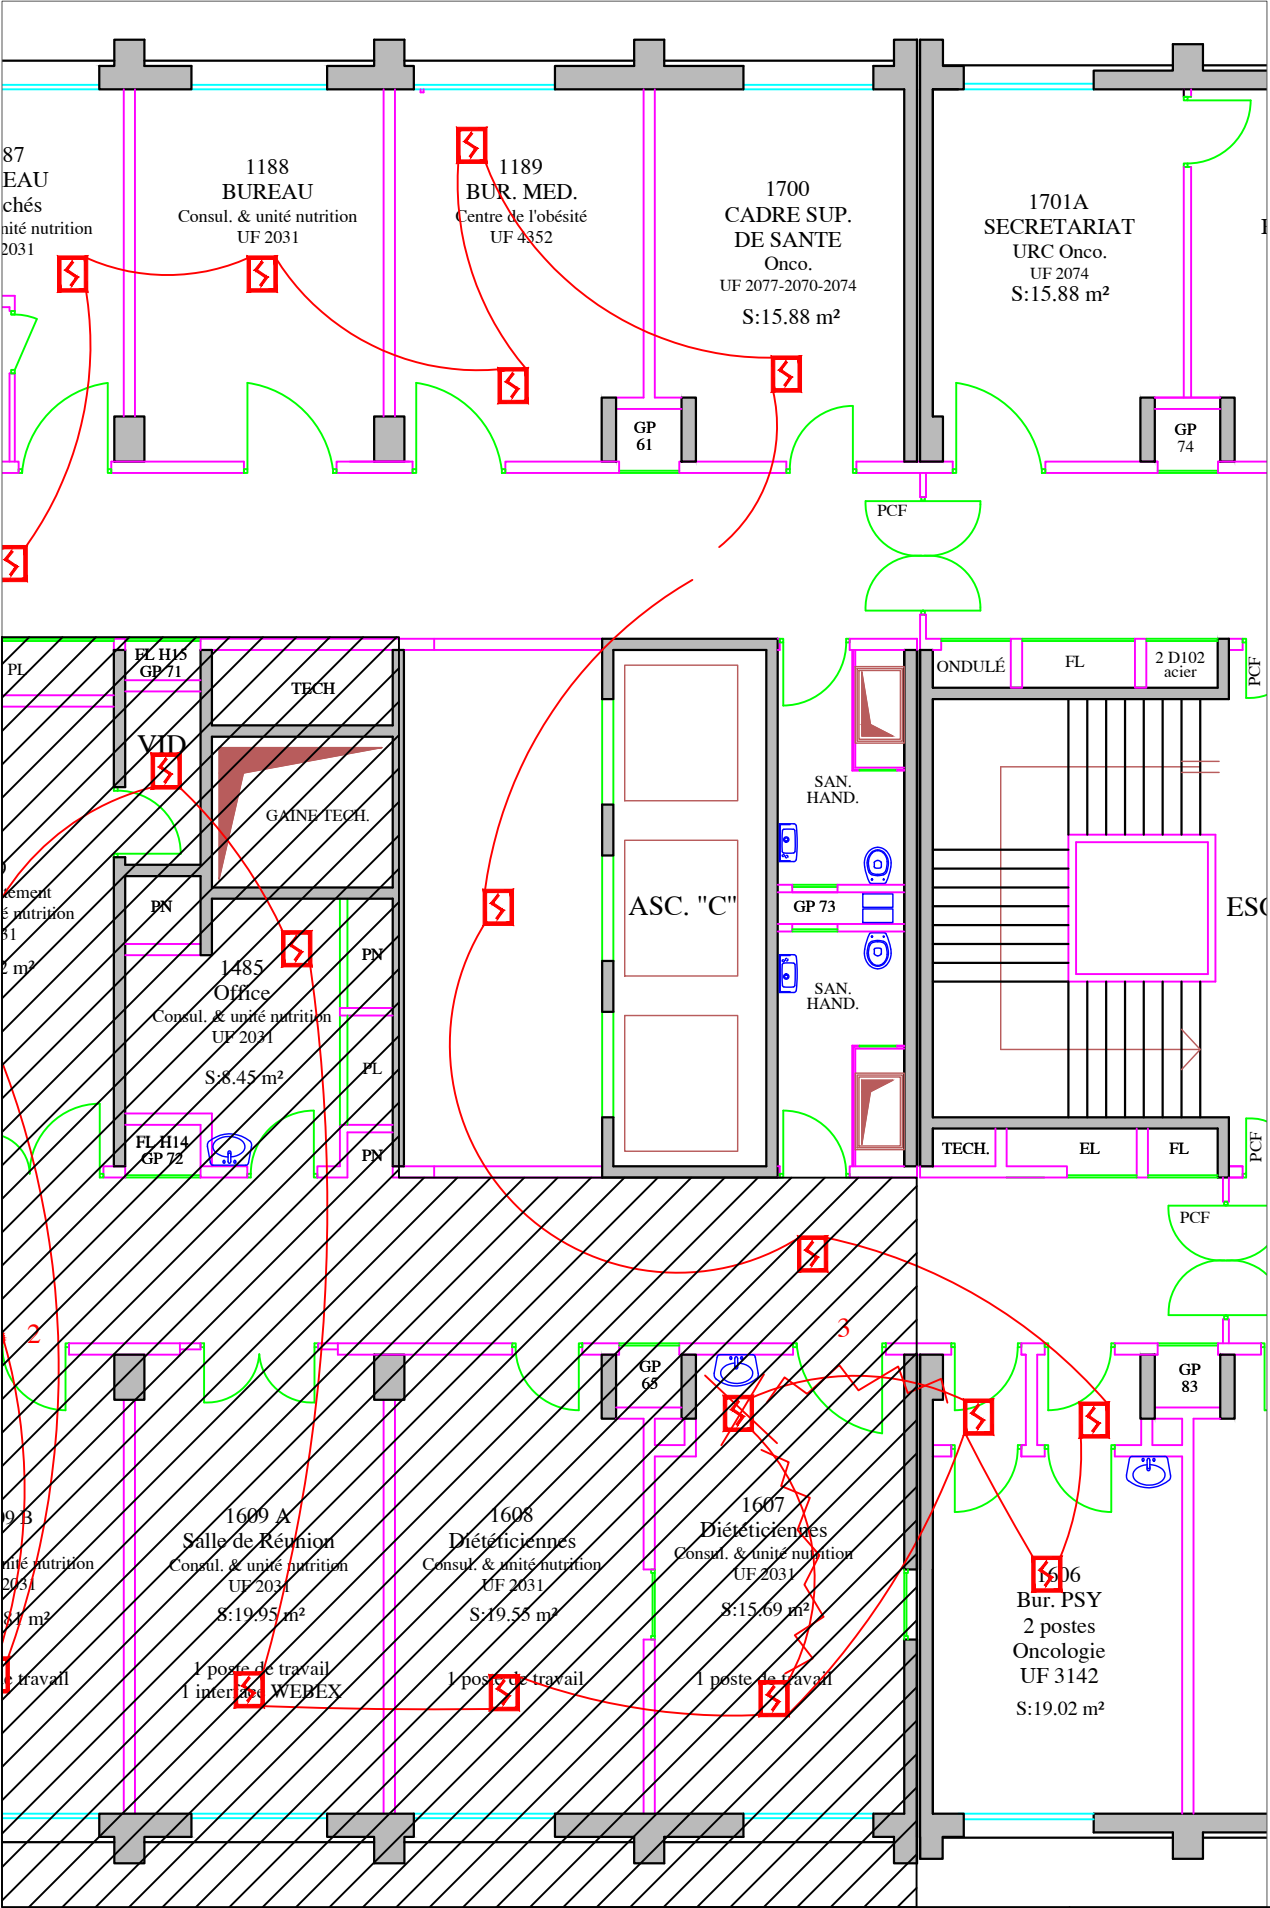 87
EAU
chés
nité nutrition
2031
1188
BUREAU
Consul. & unité nutrition
UF 2031
1189
BUR. MED.
Centre de l'obésité
UF 4352
1700
CADRE SUP.
DE SANTE
Onco.
UF 2077-2070-2074
S:15.88 m²
1701A
SECRETARIAT
URC Onco.
UF 2074
S:15.88 m²
GP
61
GP
74
PCF
PL
FL H15
GP 71
TECH
VID
GAINE TECH.
ONDULÉ
FL
2 D102
acier
PCF
SAN.
HAND.
tement
é nutrition
31
2 m²
PN
ASC. "C"
GP 73
ESC
1485
Office
Consul. & unité nutrition
UF 2031
S:8.45 m²
PN
PL
SAN.
HAND.
FL H14
GP 72
PN
TECH.
EL
FL
PCF
PCF
2
3
GP
65
GP
83
09 B
nité nutrition
2031
81 m²
e travail
1609 A
Salle de Réunion
Consul. & unité nutrition
UF 2031
S:19.95 m²
1 poste de travail
1 interface WEBEX
1608
Diététiciennes
Consul. & unité nutrition
UF 2031
S:19.55 m²
1 poste de travail
1607
Diététiciennes
Consul. & unité nutrition
UF 2031
S:15.69 m²
1 poste de travail
1606
Bur. PSY
2 postes
Oncologie
UF 3142
S:19.02 m²